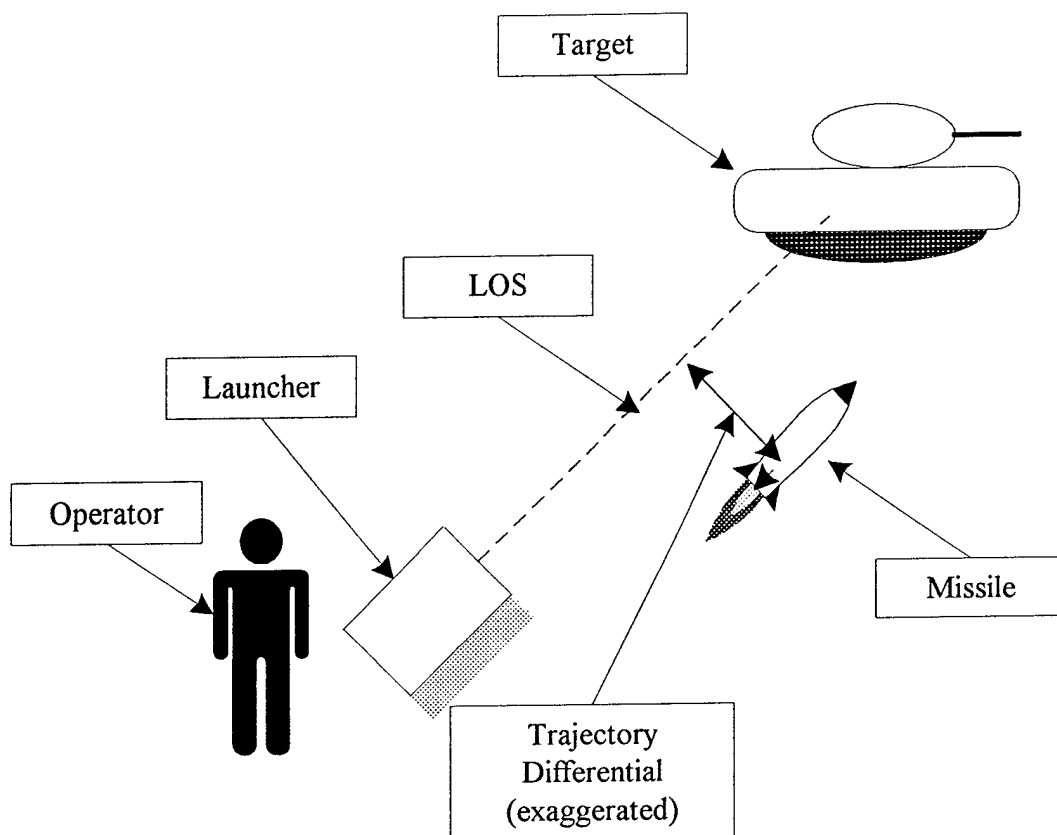 Target
LOS
Launcher
Operator
Missile
Trajectory
Differential
(exaggerated)